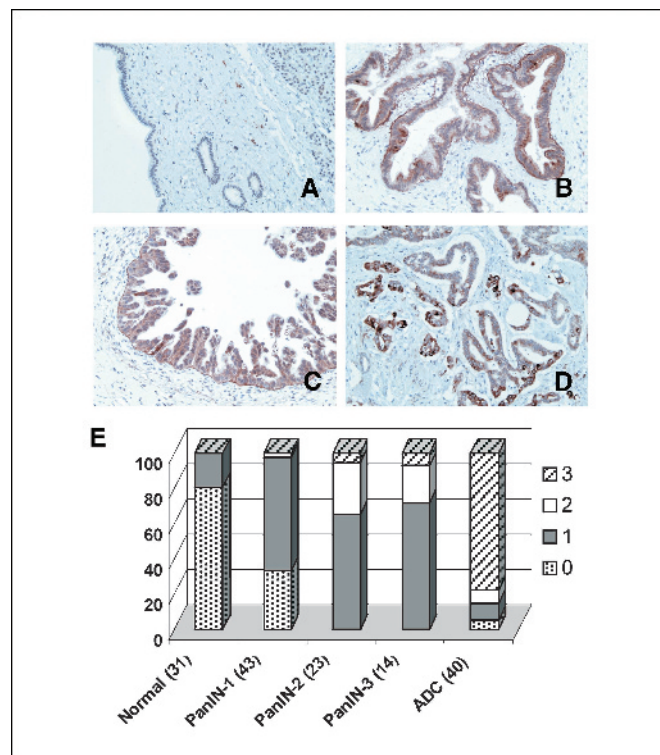 A
B
C
D
E
100
80
60
40
20
0
3
2
1
0
Normal (31)
PanIN-1 (43)
PanIN-2 (23)
PanIN-3 (14)
ADC (40)